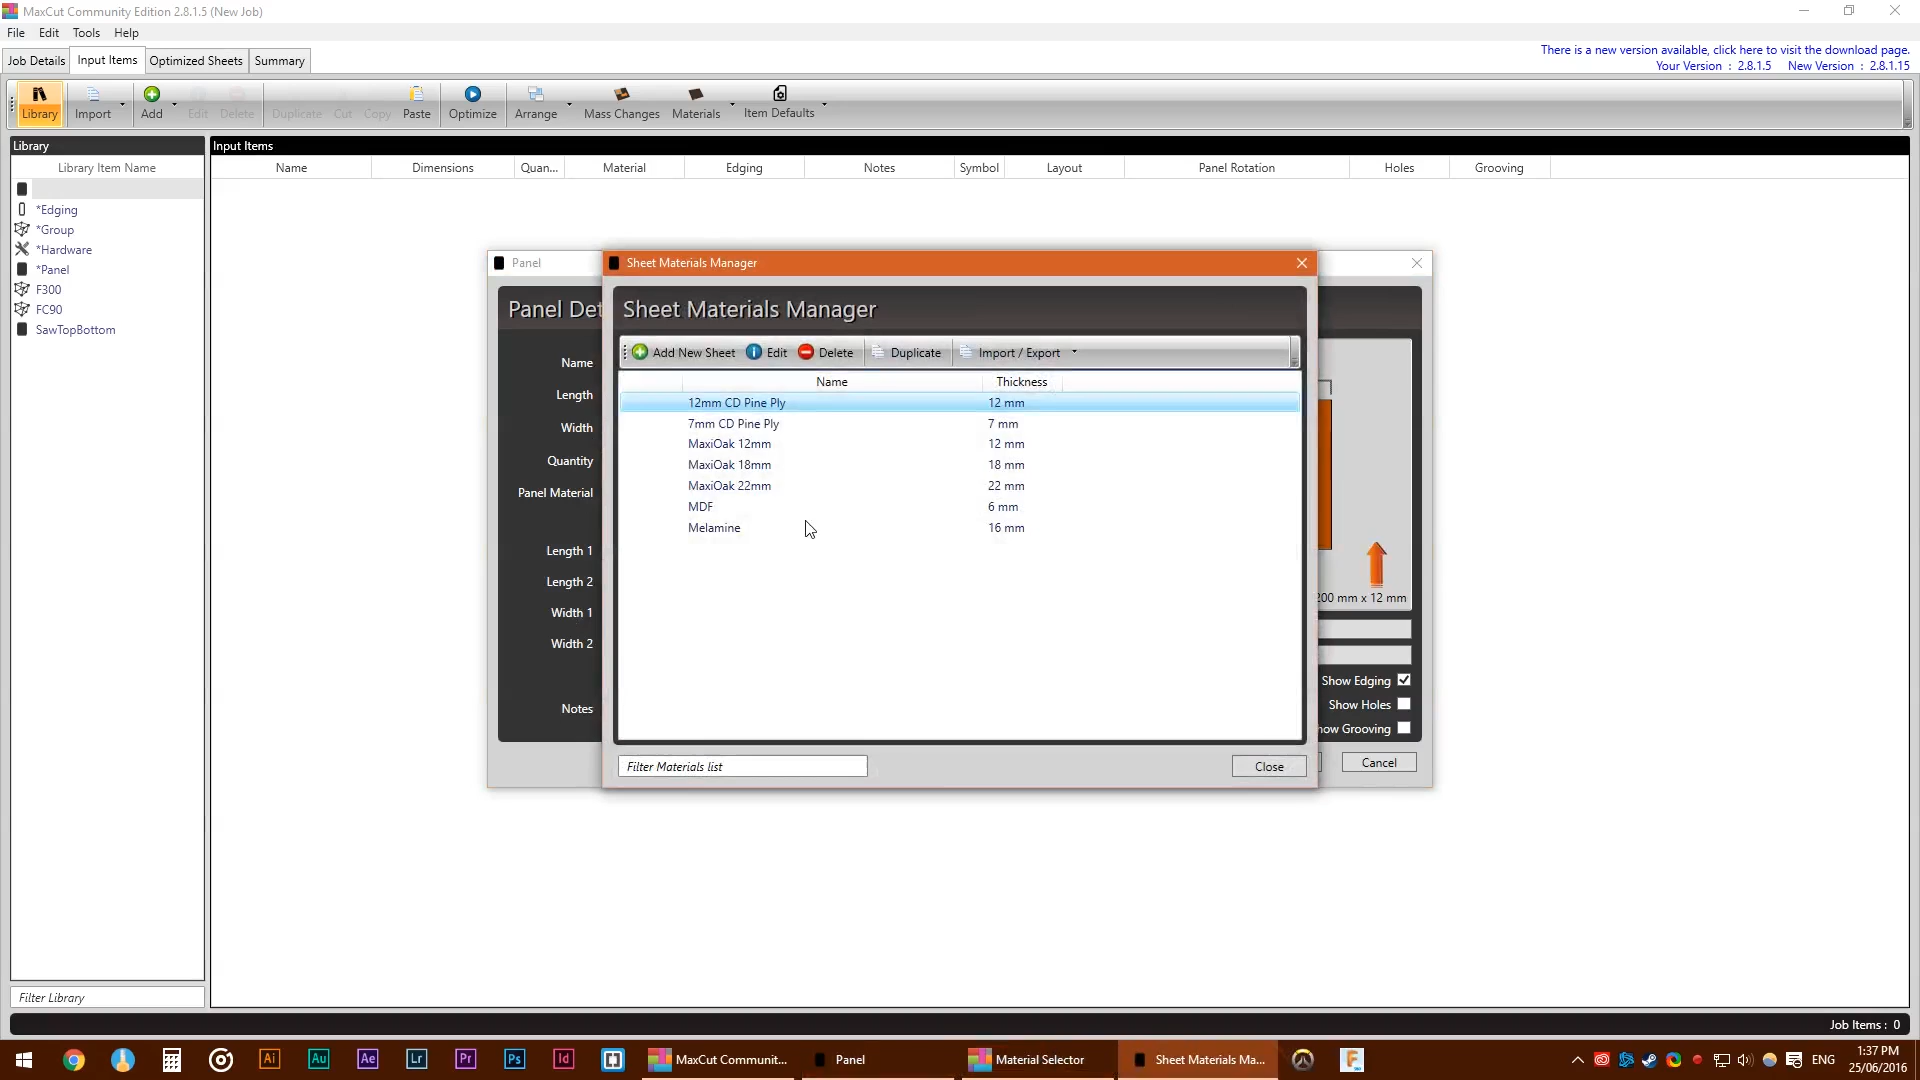 MaxCut Community Edition 2.8.1.5 (New Job)
File Edit Tools Help
There is a new version available, click here to visit the download page.
Job Details Input Items Optimized Sheets Summary
Your Version : 2.8.1.5 New Version : 2.8.1.15
Library Import Add Edit Delete Duplicate Cut Copy Paste Optimize Arrange Mass Changes Materials Item Defaults
Library
Input Items
Library Item Name
Name Dimensions Quan... Material Edging Notes Symbol Layout Panel Rotation Holes Grooving
*Edging
*Group
*Hardware
*Panel
F300
FC90
SawTopBottom
Filter Library
Panel
Panel Det
Name
Length
Width
Quantity
Panel Material
Length 1
Length 2
Width 1
Width 2
Notes
Sheet Materials Manager
Sheet Materials Manager
Add New Sheet Edit Delete Duplicate Import / Export
Name Thickness
12mm CD Pine Ply 12 mm
7mm CD Pine Ply 7 mm
MaxiOak 12mm 12 mm
MaxiOak 18mm 18 mm
MaxiOak 22mm 22 mm
MDF 6 mm
Melamine 16 mm
Filter Materials list
Close
200 mm x 12 mm
Show Edging
Show Holes
how Grooving
Cancel
Job Items : 0
Ai Au Ae Lr Pr Ps Id
MaxCut Communit...
Panel
Material Selector
Sheet Materials Ma...
ENG
1:37 PM
25/06/2016